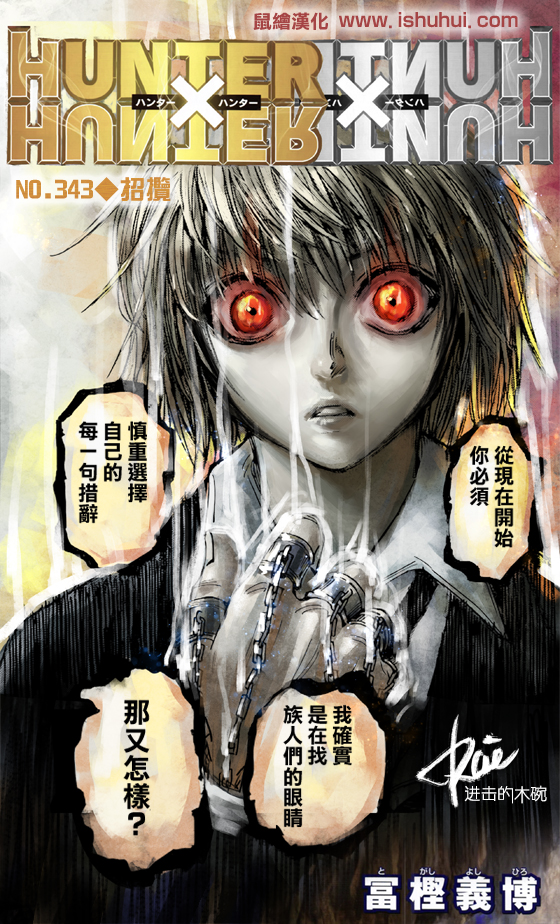 鼠繪漢化 www.ishuhui.com
HUNTER
ハンター×ハンター
NO.343◆招攬
從現在開始
你必須
慎重選擇
自己的
每一句措辭
我確實
是在找
族人們的眼睛
那又怎樣?
Rae
进击的木碗
冨樫義博
とがしよしひろ